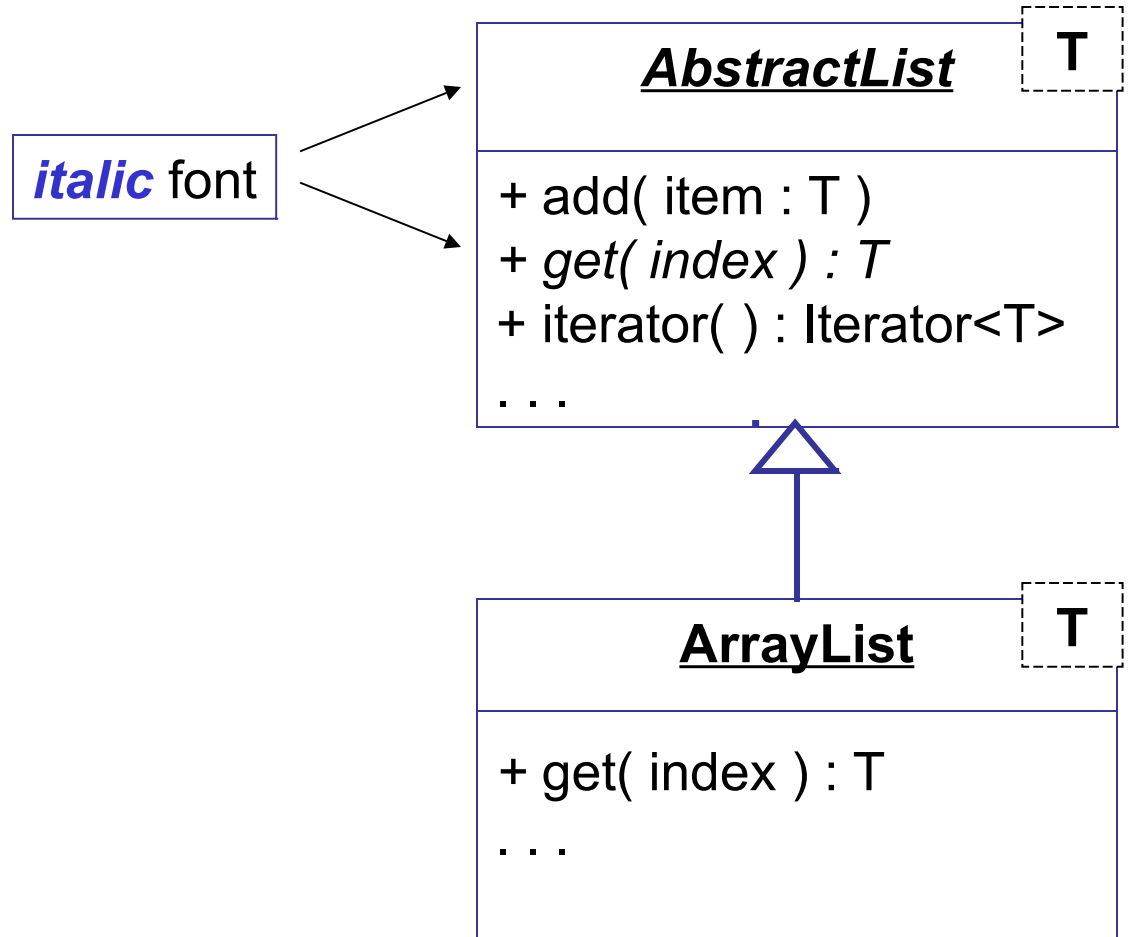 AbstractList
T
italic font
+ add( item : T )
+ get( index ) : T
+ iterator( ) : Iterator<T>
. . .
ArrayList
T
+ get( index ) : T
. . .